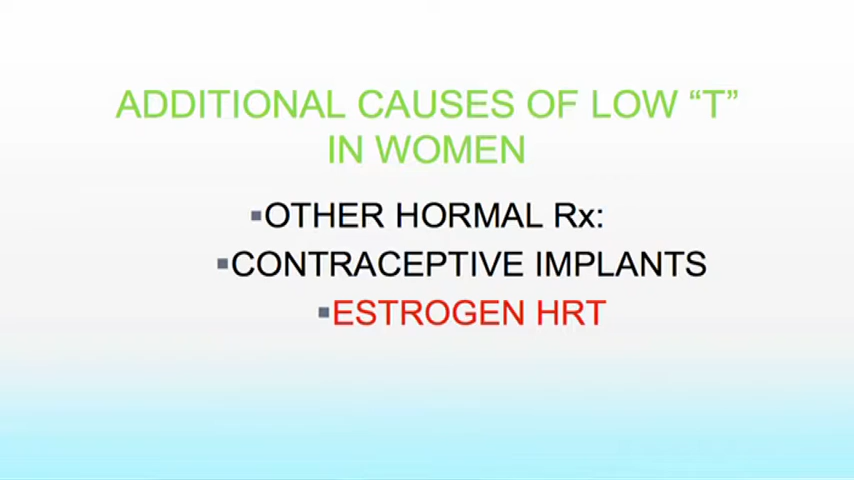 ADDITIONAL CAUSES OF LOW “T”
IN WOMEN
▪OTHER HORMAL Rx:
▪CONTRACEPTIVE IMPLANTS
▪ESTROGEN HRT